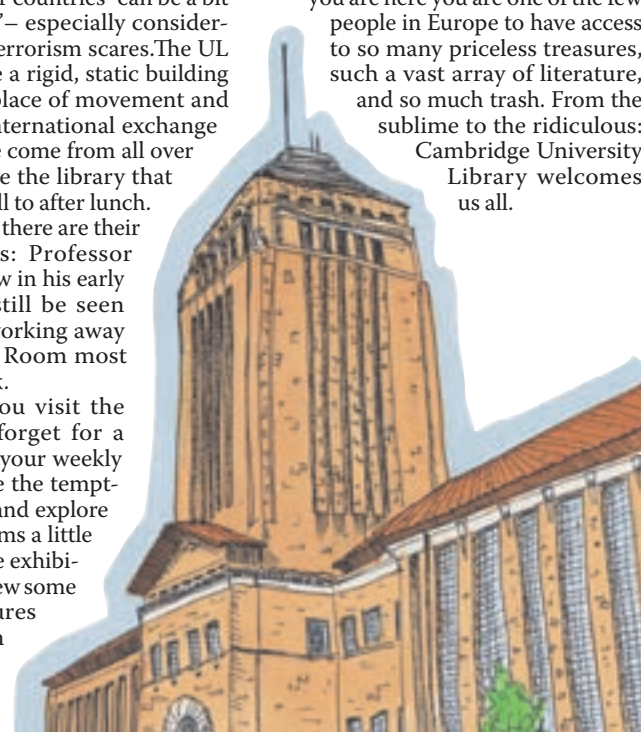 countries’ can be a bit
’– especially consider-
errorism scares.The UL
e a rigid, static building
place of movement and
nternational exchange
e come from all over
e the library that
ll to after lunch.
there are their
s: Professor
w in his early
still be seen
working away
Room most
k.
ou visit the
forget for a
your weekly
e the tempt-
and explore
ms a little
e exhibi-
ew some
ures
n
you are here you are one of the few
people in Europe to have access
to so many priceless treasures,
such a vast array of literature,
and so much trash. From the
sublime to the ridiculous:
Cambridge University
Library welcomes
us all.